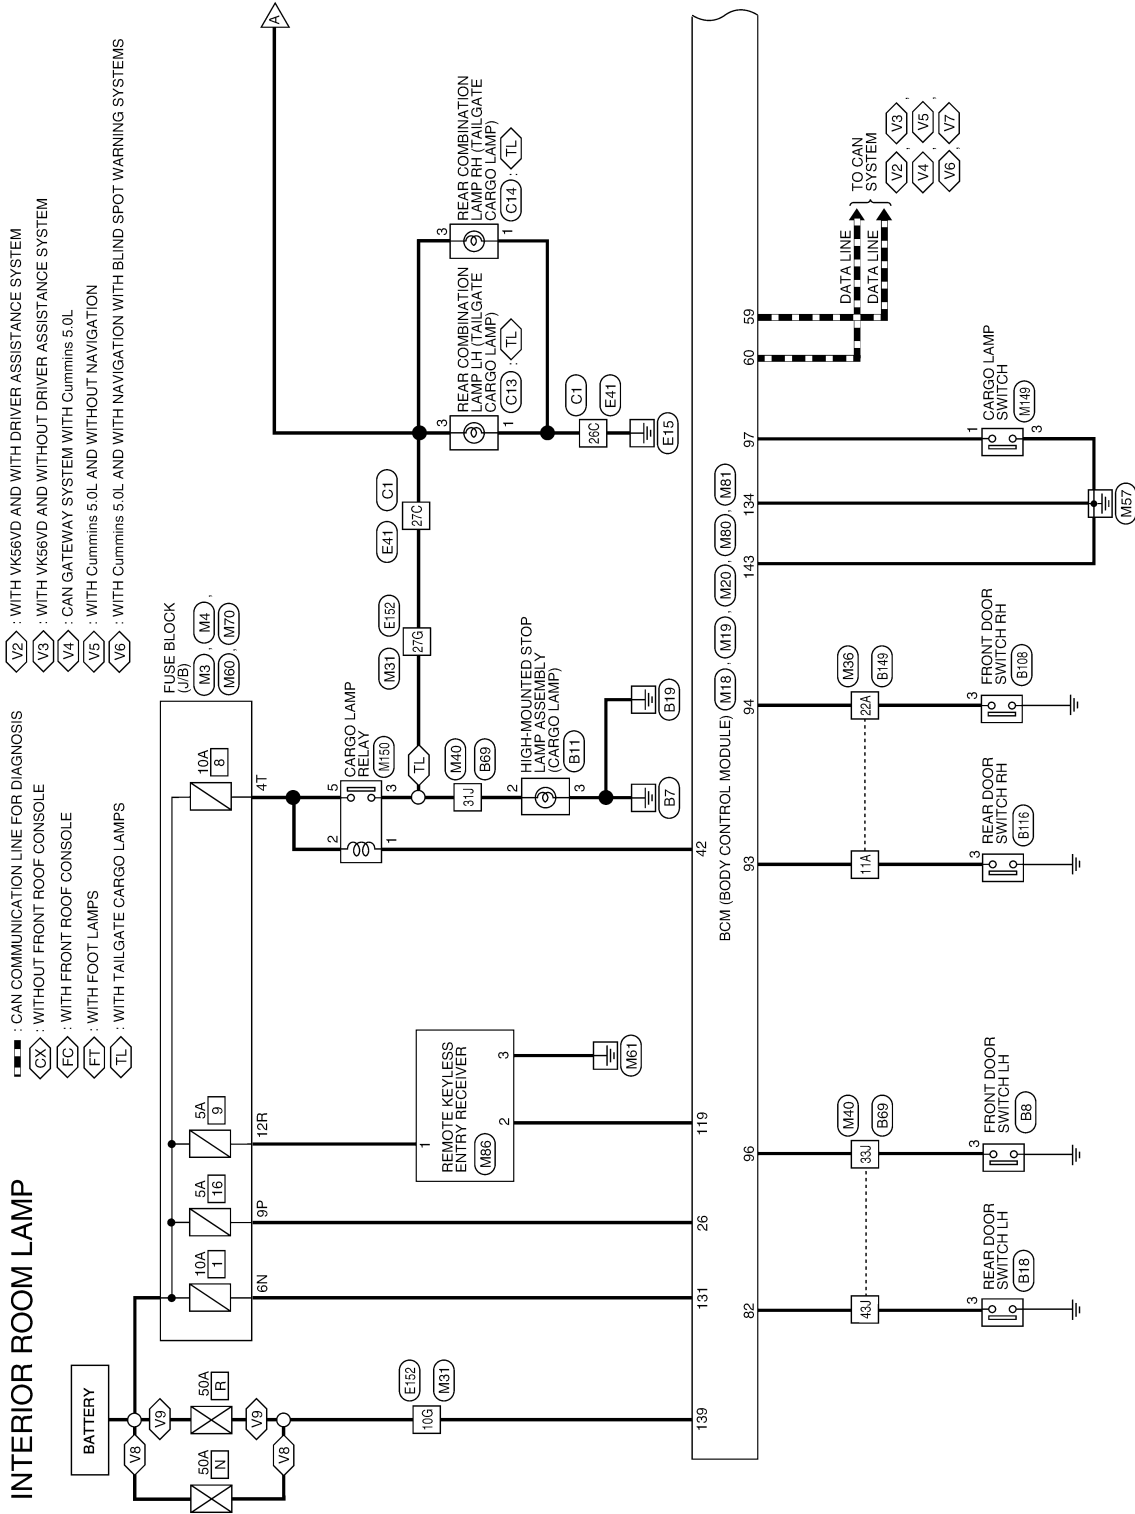 INTERIOR ROOM LAMP
: CAN COMMUNICATION LINE FOR DIAGNOSIS
CX : WITHOUT FRONT ROOF CONSOLE
FC : WITH FRONT ROOF CONSOLE
FT : WITH FOOT LAMPS
TL : WITH TAILGATE CARGO LAMPS
V2 : WITH VK56VD AND WITH DRIVER ASSISTANCE SYSTEM
V3 : WITH VK56VD AND WITHOUT DRIVER ASSISTANCE SYSTEM
V4 : CAN GATEWAY SYSTEM WITH Cummins 5.0L
V5 : WITH Cummins 5.0L AND WITHOUT NAVIGATION
V6 : WITH Cummins 5.0L AND WITH NAVIGATION WITH BLIND SPOT WARNING SYSTEMS
BATTERY
V8
V9
50A
N
50A
R
V9
V8
10A
1
5A
16
5A
9
10A
8
FUSE BLOCK
(J/B)
M3 , M4 ,
M60 , M70
6N
9P
12R
4T
A
10G
E152
M31
REMOTE KEYLESS
ENTRY RECEIVER
M86
1
2
3
M61
CARGO LAMP
RELAY
M150
2
5
1
3
TL
31J
M40
B69
HIGH-MOUNTED STOP
LAMP ASSEMBLY
(CARGO LAMP)
B11
2
3
B7
B19
M31
E152
27G
E41
C1
27C
REAR COMBINATION
LAMP LH (TAILGATE
CARGO LAMP)
C13 : TL
3
1
REAR COMBINATION
LAMP RH (TAILGATE
CARGO LAMP)
C14 : TL
3
1
26C
C1
E41
E15
139
131
26
119
42
BCM (BODY CONTROL MODULE) M18 , M19 , M20 , M80 , M81
82
96
93
94
143
134
97
60
59
43J
33J
M40
B69
REAR DOOR
SWITCH LH
B18
3
FRONT DOOR
SWITCH LH
B8
3
11A
22A
M36
B149
REAR DOOR
SWITCH RH
B116
3
FRONT DOOR
SWITCH RH
B108
3
CARGO LAMP
SWITCH
M149
1
3
M57
DATA LINE
DATA LINE
TO CAN
SYSTEM
V2 , V3 ,
V4 , V5 ,
V6 , V7